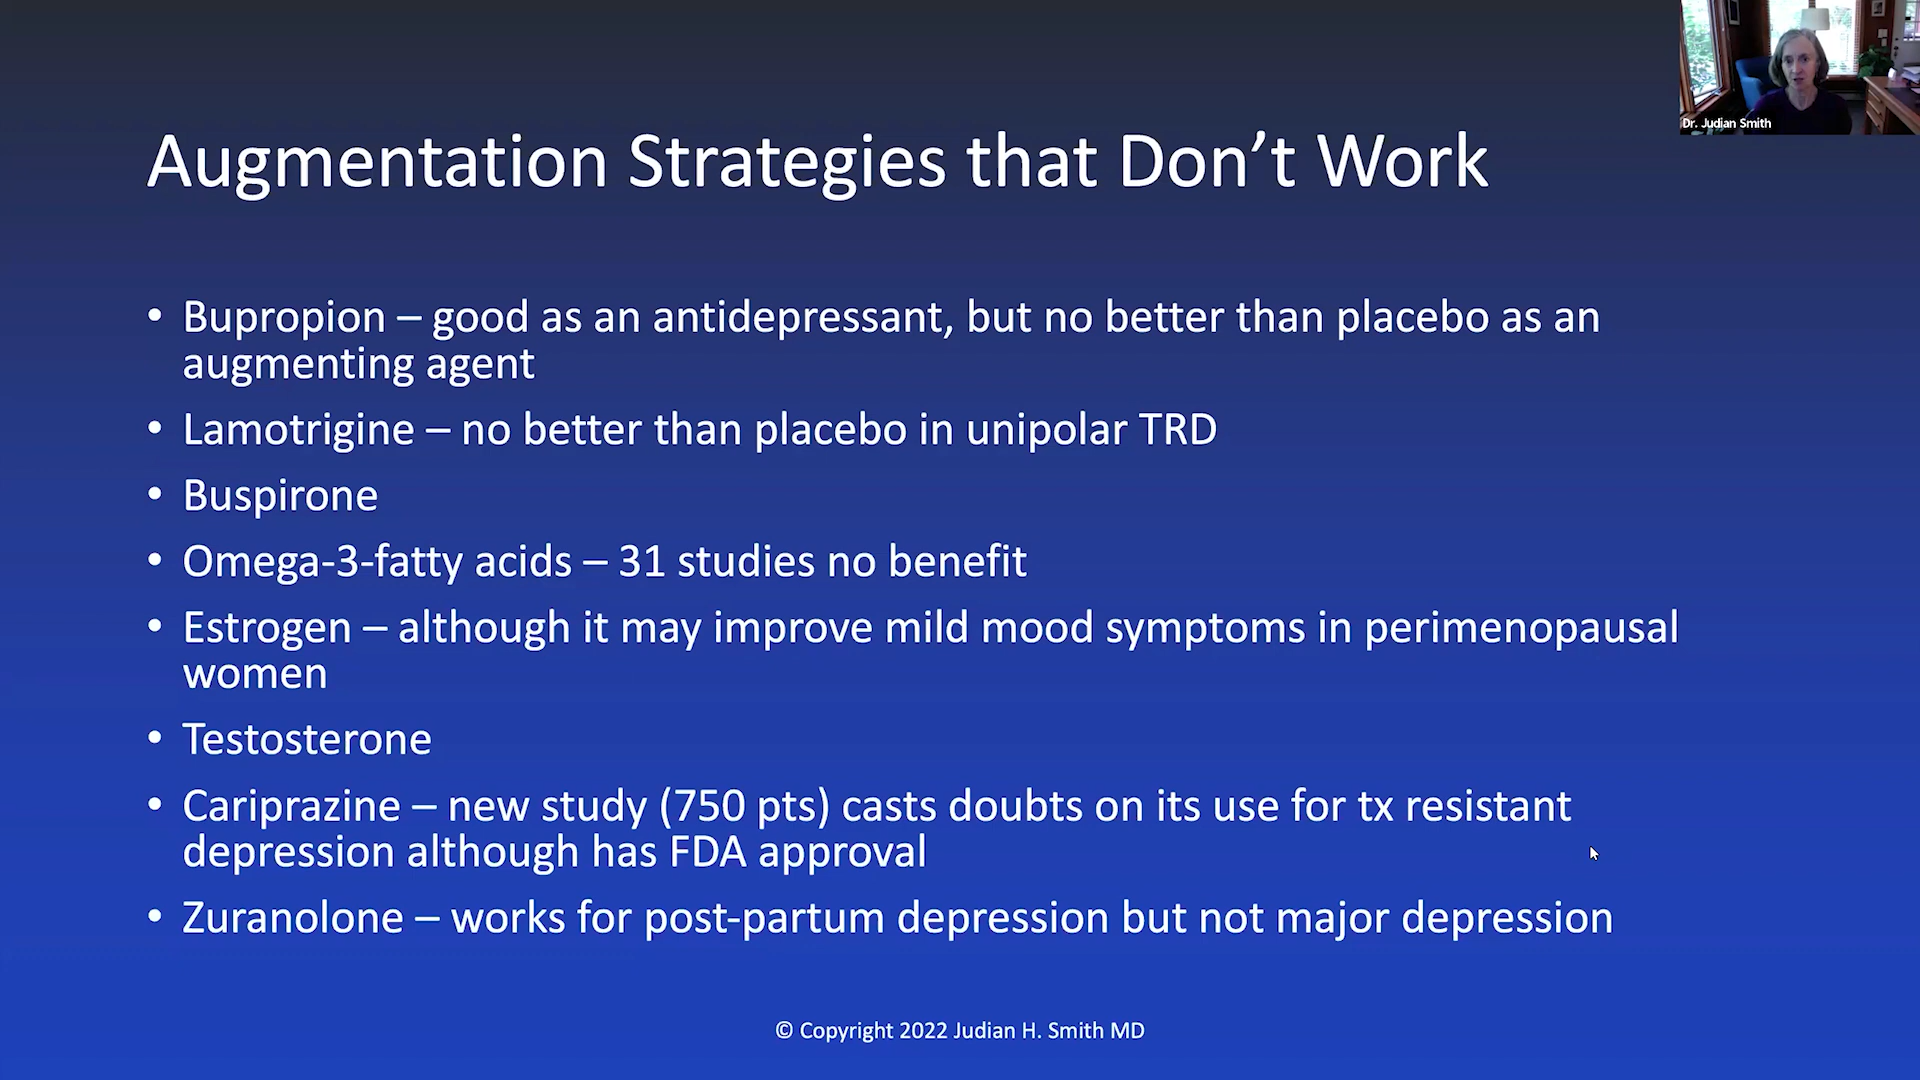 Dr. Judian Smith
Augmentation Strategies that Don’t Work
• Bupropion – good as an antidepressant, but no better than placebo as an
augmenting agent
• Lamotrigine – no better than placebo in unipolar TRD
• Buspirone
• Omega-3-fatty acids – 31 studies no benefit
• Estrogen – although it may improve mild mood symptoms in perimenopausal
women
• Testosterone
• Cariprazine – new study (750 pts) casts doubts on its use for tx resistant
depression although has FDA approval
• Zuranolone – works for post-partum depression but not major depression
© Copyright 2022 Judian H. Smith MD